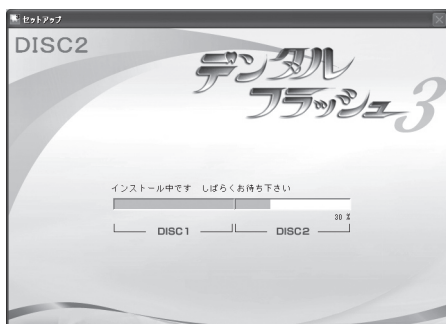 セットアップ
DISC2
デンタル
フラッシュ3
インストール中です　しばらくお待ち下さい
30 %
DISC1 DISC2